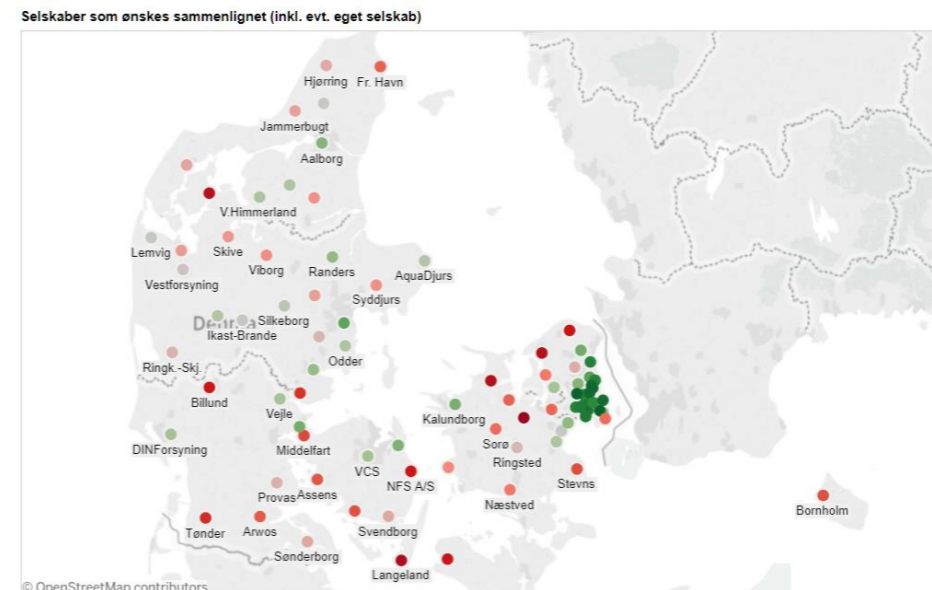 Selskaber som ønskes sammenlignet (inkl. evt. eget selskab)
Hjørring
Fr. Havn
Jammerbugt
Aalborg
V.Himmerland
Lemvig
Skive
Viborg
Randers
AquaDjurs
Vestforsyning
Syddjurs
Silkeborg
Ikast-Brande
Odder
Ringk.-Skj.
Billund
Vejle
Kalundborg
DINForsyning
Middelfart
Sorø
Ringsted
VCS
NFS A/S
Stevns
Provas
Assens
Næstved
Bornholm
Tønder
Arwos
Svendborg
Sønderborg
Langeland
© OpenStreetMap contributors